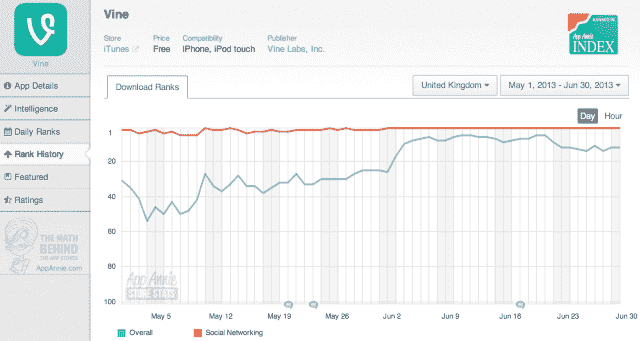 Vine
Store
Price
Compatibility
Publisher
iTunes
Free
iPhone, iPod touch
Vine Labs, Inc.
App Annie
INDEX
Vine
App Details
Intelligence
Daily Ranks
Rank History
Featured
Ratings
THE MATH
BEHIND
THE APP STORES
AppAnnie.com
Download Ranks
United Kingdom
May 1, 2013 - Jun 30, 2013
Day
Hour
1
20
40
60
80
100
App Annie
STORE STATS
May 5
May 12
May 19
May 26
Jun 2
Jun 9
Jun 16
Jun 23
Jun 30
Overall
Social Networking